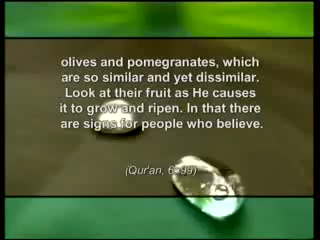 olives and pomegranates, which
are so similar and yet dissimilar.
Look at their fruit as He causes
it to grow and ripen. In that there
are signs for people who believe.
(Qur'an, 6:99)